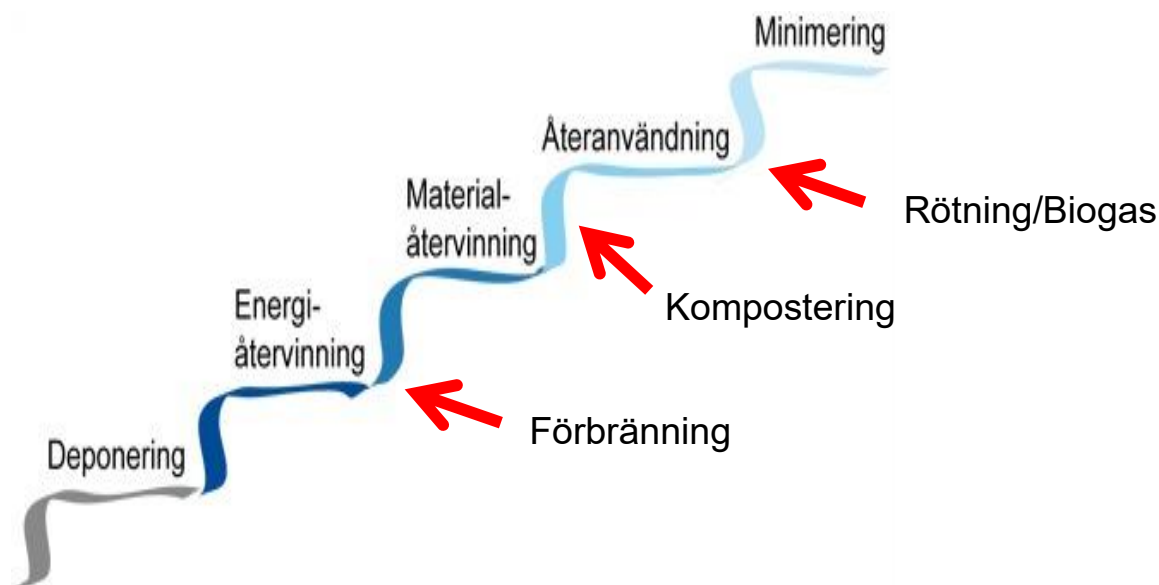 Minimering
Återanvändning
Rötning/Biogas
Material-
återvinning
Kompostering
Energi-
återvinning
Förbränning
Deponering